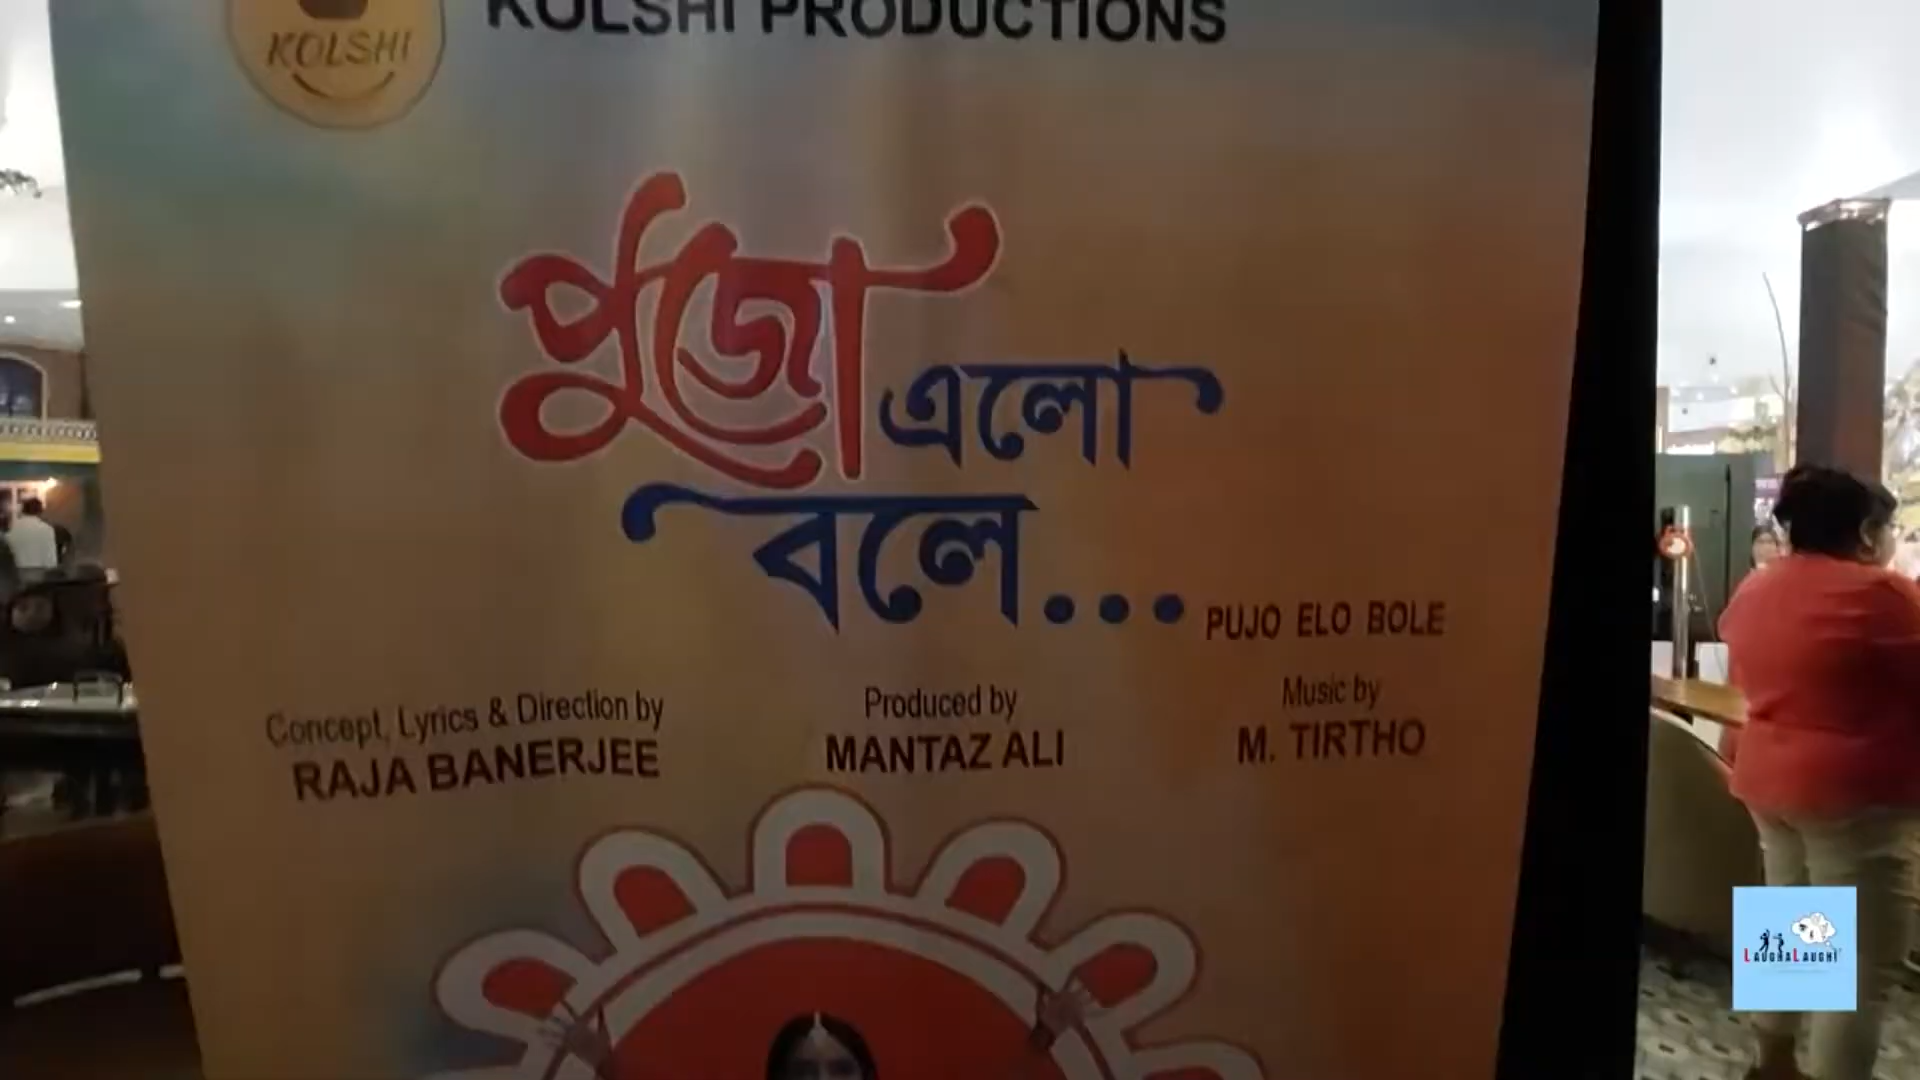 KOLSHI
KOLSHI PRODUCTIONS
পুজো এলো
বলে...
PUJO ELO BOLE
Concept, Lyrics & Direction by
RAJA BANERJEE
Produced by
MANTAZ ALI
Music by
M. TIRTHO
LAUGHALAUGHI